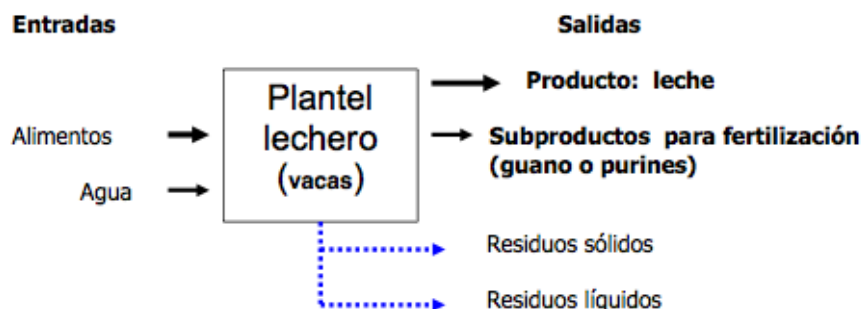 Entradas
Salidas
Plantel
lechero
(vacas)
Alimentos
Agua
Producto: leche
Subproductos para fertilización
(guano o purines)
Residuos sólidos
Residuos líquidos